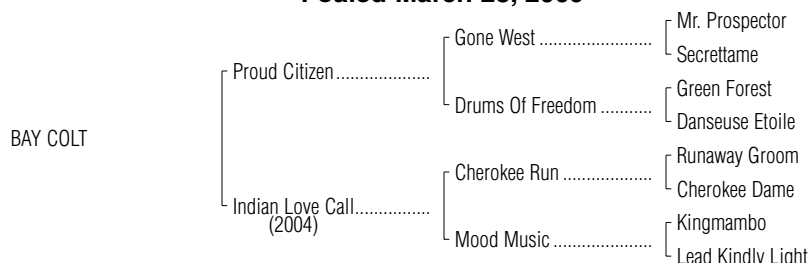 Foaled March
Mr. Prospector
Gone West ......................
Secrettame
Proud Citizen.....................
Green Forest
Drums Of Freedom ...........
Danseuse Etoile
BAY COLT
Runaway Groom
Cherokee Run ..................
Cherokee Dame
Indian Love Call................
(2004)
Kingmambo
Mood Music ....................
Lead Kindly Light